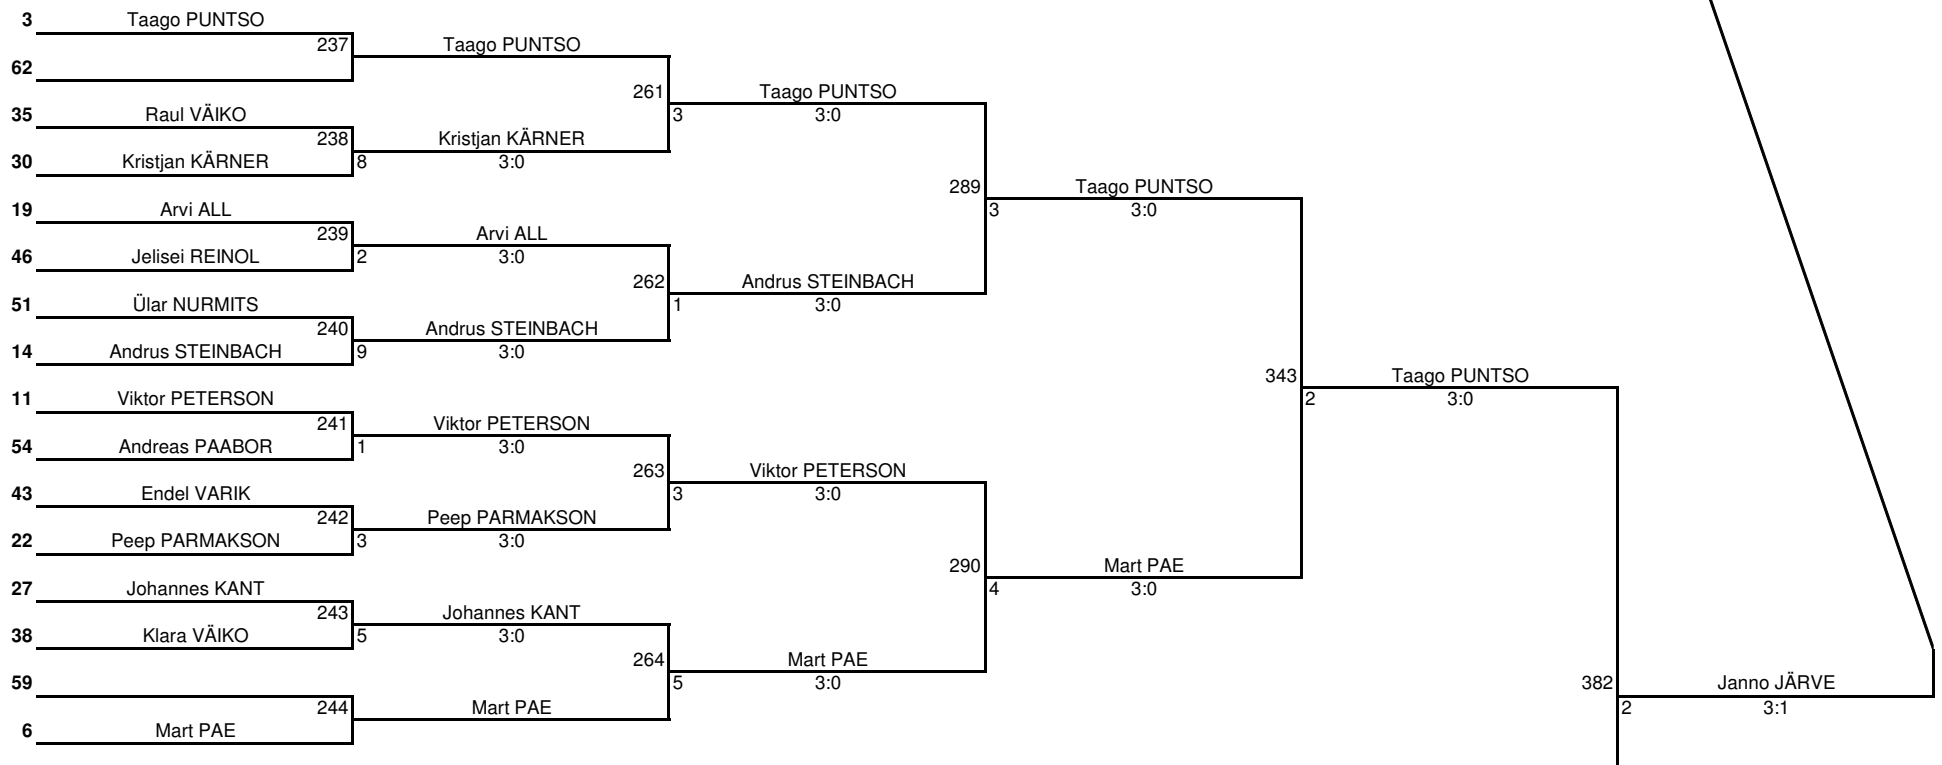 3 Taago PUNTSO
237 Taago PUNTSO
62
261 Taago PUNTSO
35 Raul VÄIKO 3 3:0
238 Kristjan KÄRNER
30 Kristjan KÄRNER 8 3:0
289 Taago PUNTSO
19 Arvi ALL 3 3:0
239 Arvi ALL
46 Jelisei REINOL 2 3:0
262 Andrus STEINBACH
51 Ülar NURMITS 1 3:0
240 Andrus STEINBACH
14 Andrus STEINBACH 9 3:0
343 Taago PUNTSO
11 Viktor PETERSON 2 3:0
241 Viktor PETERSON
54 Andreas PAABOR 1 3:0
263 Viktor PETERSON
43 Endel VARIK 3 3:0
242 Peep PARMAKSON
22 Peep PARMAKSON 3 3:0
290 Mart PAE
27 Johannes KANT 4 3:0
243 Johannes KANT
38 Klara VÄIKO 5 3:0
264 Mart PAE
59 5 3:0
382 Janno JÄRVE
244 Mart PAE 2 3:1
6 Mart PAE